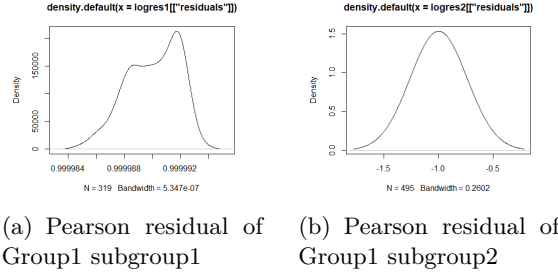 density.default(x = logres1[["residuals"]])
Density
0 50000 150000
0.999984 0.999988 0.999992
N = 319 Bandwidth = 5.347e-07
(a) Pearson residual of
Group1 subgroup1
density.default(x = logres2[["residuals"]])
Density
0.0 0.5 1.0 1.5
-1.5 -1.0 -0.5
N = 495 Bandwidth = 0.2602
(b) Pearson residual of
Group1 subgroup2